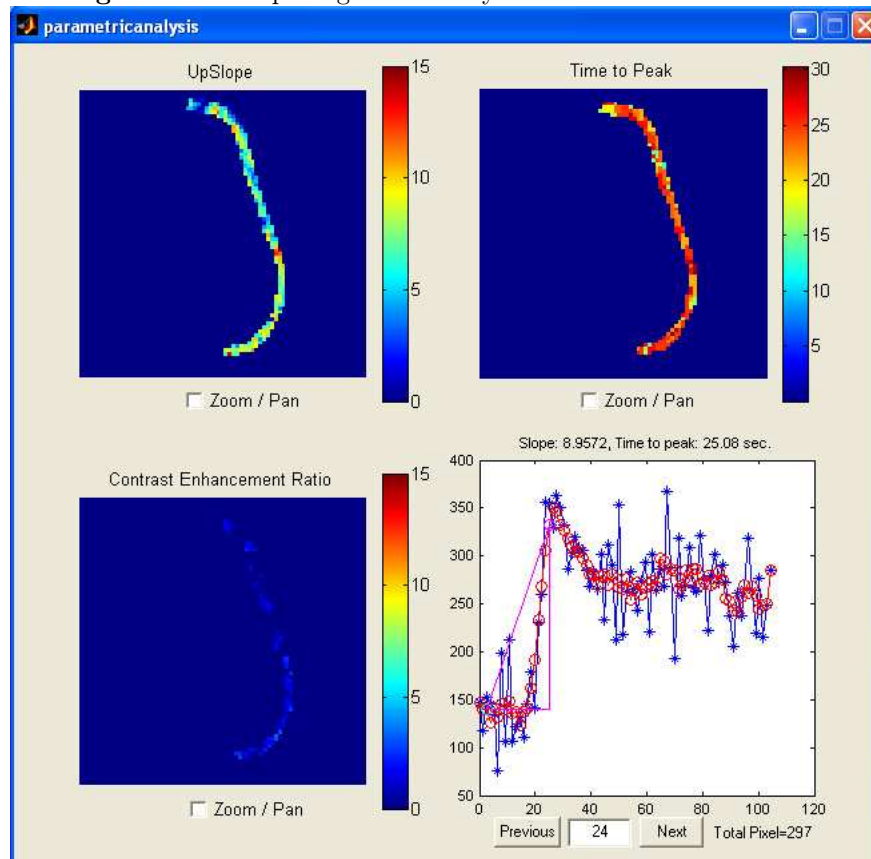 parametricanalysis
UpSlope
15
10
5
0
Zoom / Pan
Time to Peak
30
20
15
10
5
Zoom / Pan
Contrast Enhancement Ratio
15
10
5
0
Zoom / Pan
Slope: 8.9572, Time to peak: 25.08 sec.
400
350
300
250
200
150
100
50
0 20 40 60 80 100 120
Previous 24 Next Total Pixel=297